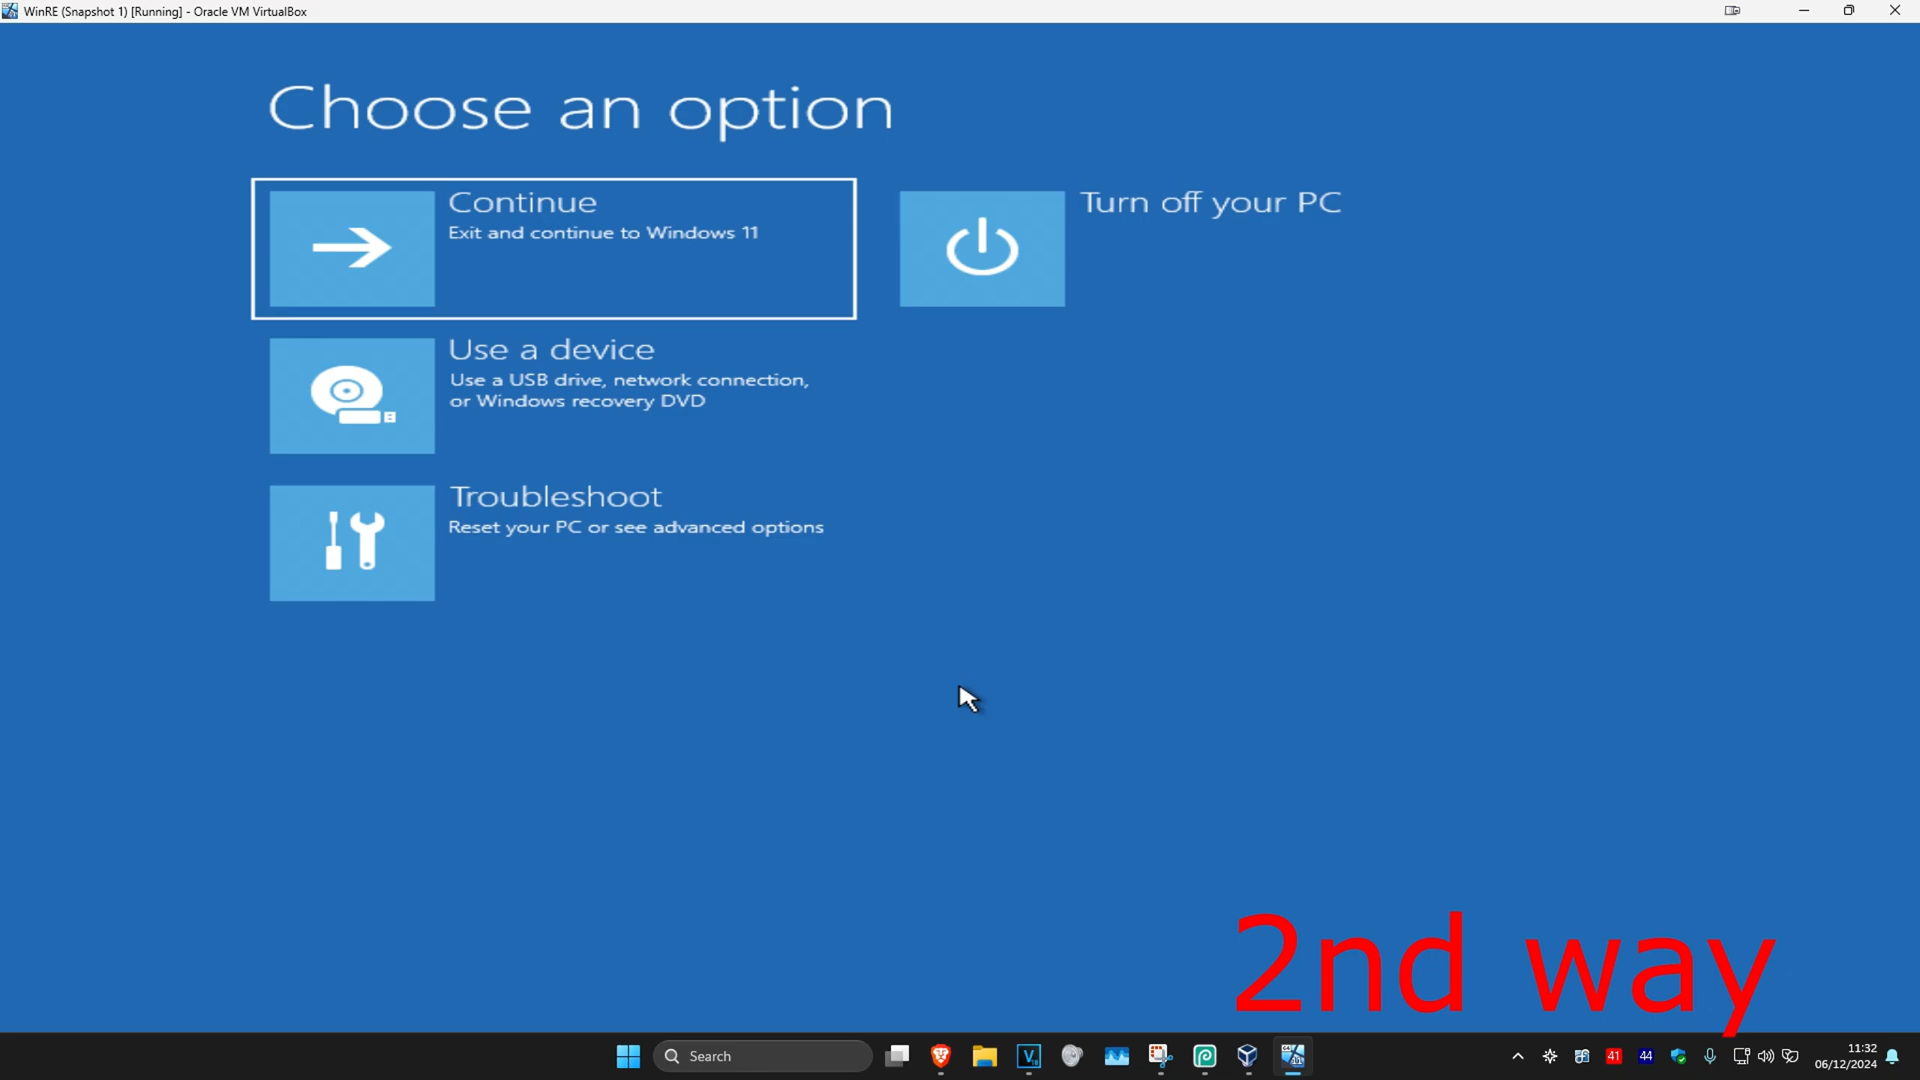 WinRE (Snapshot 1) [Running] - Oracle VM VirtualBox
Choose an option
Continue
Exit and continue to Windows 11
Turn off your PC
Use a device
Use a USB drive, network connection,
or Windows recovery DVD
Troubleshoot
Reset your PC or see advanced options
2nd way
Search
41
44
11:32
06/12/2024